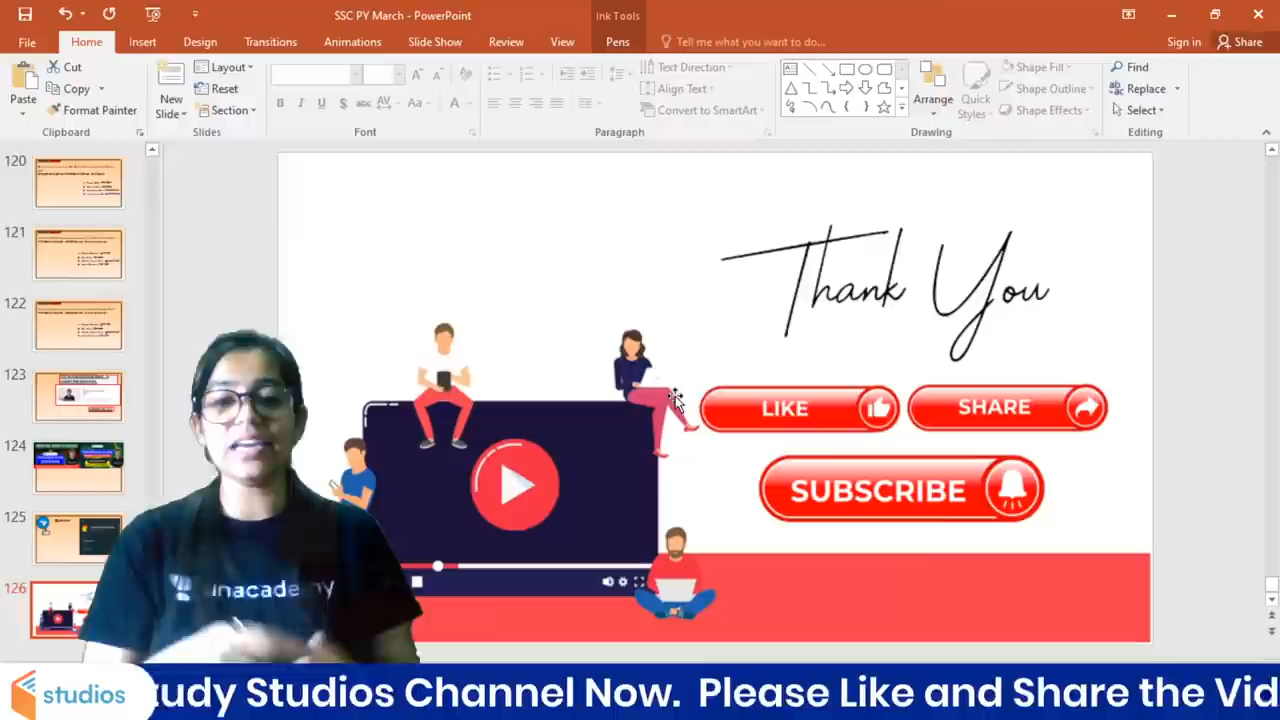 SSC PY March - PowerPoint
Ink Tools
File
Home
Insert
Design
Transitions
Animations
Slide Show
Review
View
Pens
Tell me what you want to do...
Sign in
Share
Paste
Cut
Copy
Format Painter
Clipboard
New
Slide
Layout
Reset
Section
Slides
B I U S abc AV Aa A
Font
Text Direction
Align Text
Convert to SmartArt
Paragraph
Arrange
Quick
Styles
Shape Fill
Shape Outline
Shape Effects
Drawing
Find
Replace
Select
Editing
120
121
122
123
124
125
126
Thank You
LIKE
SHARE
SUBSCRIBE
unacademy
studios
tudy Studios Channel Now. Please Like and Share the Vid